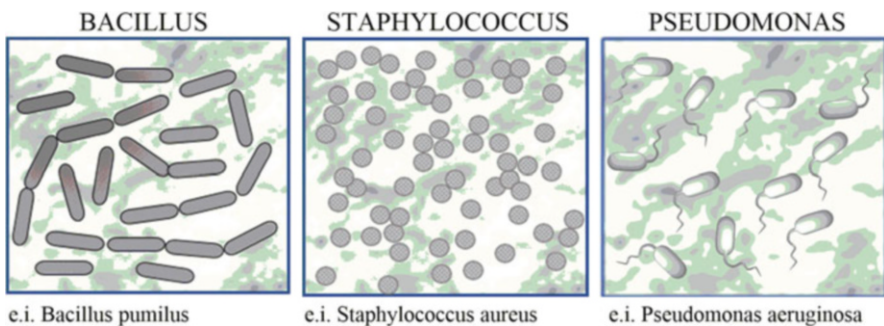 BACILLUS
STAPHYLOCOCCUS
PSEUDOMONAS
e.i. Bacillus pumilus
e.i. Staphylococcus aureus
e.i. Pseudomonas aeruginosa